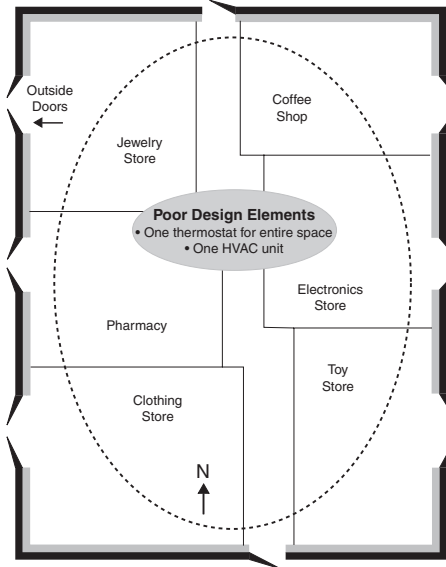 Outside
Doors
Coffee
Shop
Jewelry
Store
Poor Design Elements
• One thermostat for entire space
• One HVAC unit
Electronics
Store
Pharmacy
Toy
Store
Clothing
Store
N